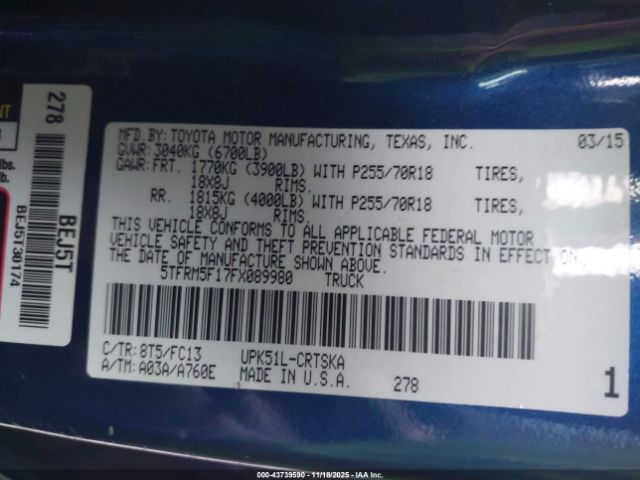 MFD.BY: TOYOTA MOTOR MANUFACTURING, TEXAS, INC. 03/15
GVWR: 3040KG (6700LB)
GAWR: FRT. 1770KG (3900LB) WITH P255/70R18 TIRES,
18X8J RIMS.
RR. 1815KG (4000LB) WITH P255/70R18 TIRES,
18X8J RIMS.
THIS VEHICLE CONFORMS TO ALL APPLICABLE FEDERAL MOTOR
VEHICLE SAFETY AND THEFT PREVENTION STANDARDS IN EFFECT ON
THE DATE OF MANUFACTURE SHOWN ABOVE.
5TFRM5F17FX089980 TRUCK
C/TR: 8T5/FC13 UPK51L-CRTSKA
A/TM: A03A/A760E MADE IN U.S.A. 278
1
278
BEJ5T
BEJ5T30174
lbs.
lb.
000-43739590 — 11/18/2025 — IAA Inc.